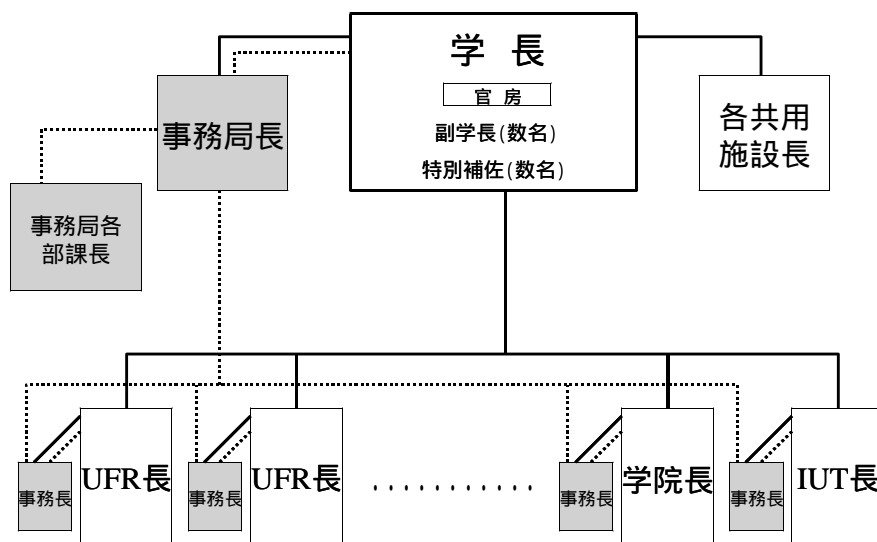 学 長
官 房
副学長(数名)
特別補佐(数名)
事務局長
各共用
施設長
事務局各
部課長
事務長
UFR長
事務長
UFR長
...........
事務長
学院長
事務長
IUT長